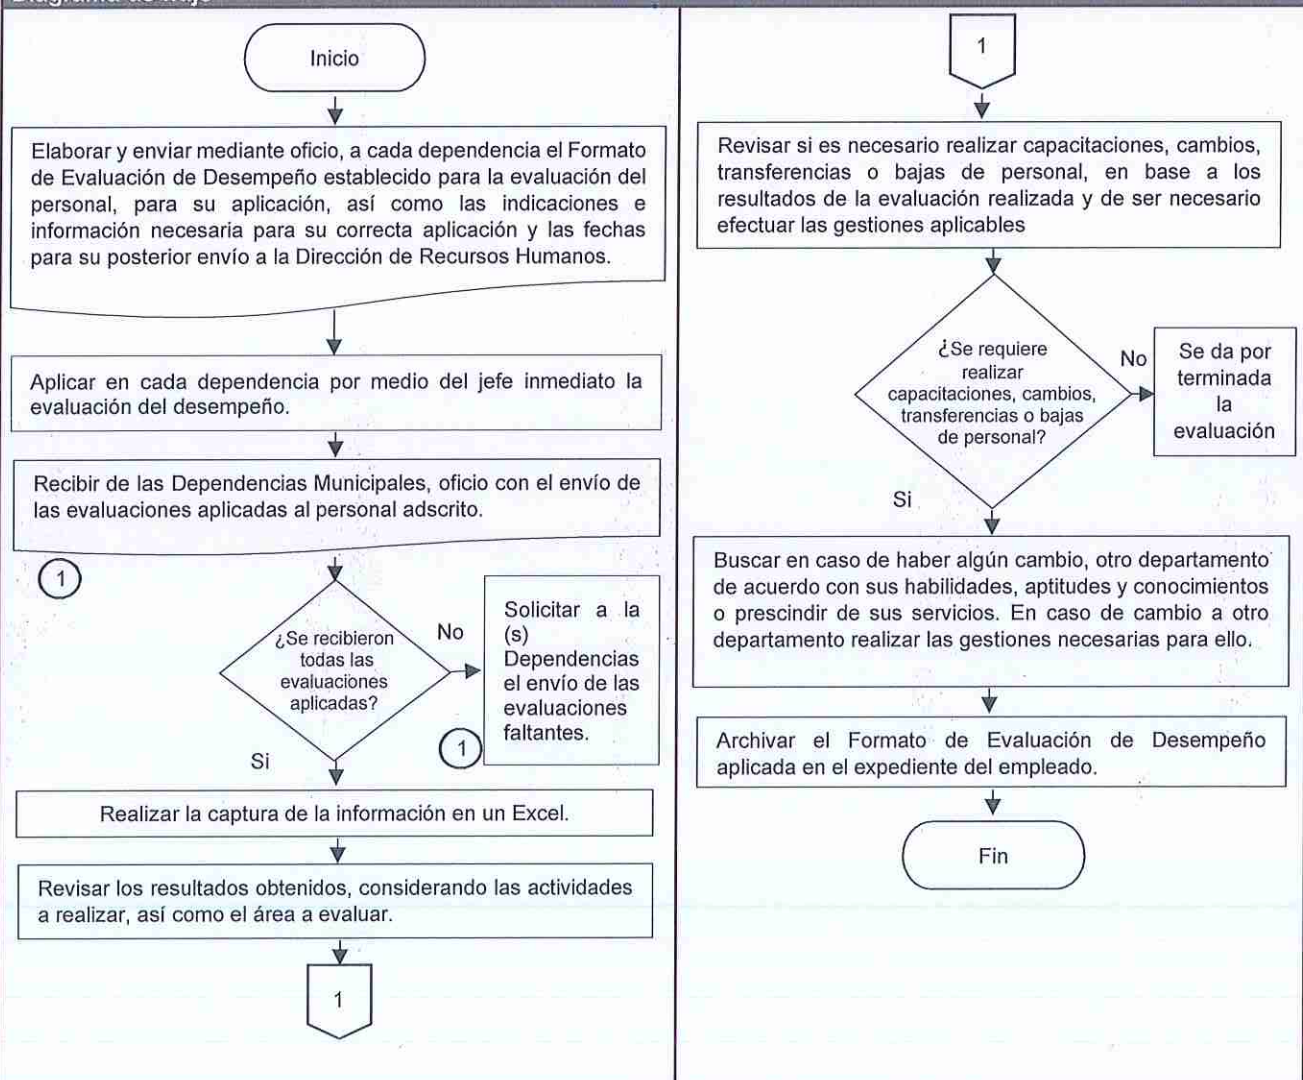 Inicio
Elaborar y enviar mediante oficio, a cada dependencia el Formato
de Evaluación de Desempeño establecido para la evaluación del
personal, para su aplicación, así como las indicaciones e
información necesaria para su correcta aplicación y las fechas
para su posterior envío a la Dirección de Recursos Humanos.
Aplicar en cada dependencia por medio del jefe inmediato la
evaluación del desempeño.
Recibir de las Dependencias Municipales, oficio con el envío de
las evaluaciones aplicadas al personal adscrito.
1
¿Se recibieron
todas las
evaluaciones
aplicadas?
No
Solicitar a la
(s)
Dependencias
el envío de las
evaluaciones
faltantes.
1
Si
Realizar la captura de la información en un Excel.
Revisar los resultados obtenidos, considerando las actividades
a realizar, así como el área a evaluar.
1
1
Revisar si es necesario realizar capacitaciones, cambios,
transferencias o bajas de personal, en base a los
resultados de la evaluación realizada y de ser necesario
efectuar las gestiones aplicables
¿Se requiere
realizar
capacitaciones, cambios,
transferencias o bajas
de personal?
No
Se da por
terminada
la
evaluación
Si
Buscar en caso de haber algún cambio, otro departamento
de acuerdo con sus habilidades, aptitudes y conocimientos
o prescindir de sus servicios. En caso de cambio a otro
departamento realizar las gestiones necesarias para ello.
Archivar el Formato de Evaluación de Desempeño
aplicada en el expediente del empleado.
Fin